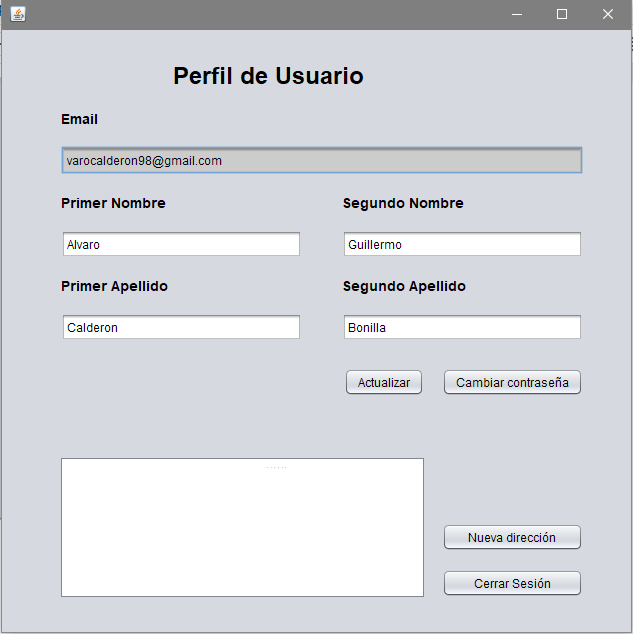 Perfil de Usuario
Email
varocalderon98@gmail.com
Primer Nombre
Segundo Nombre
Alvaro
Guillermo
Primer Apellido
Segundo Apellido
Calderon
Bonilla
Actualizar
Cambiar contraseña
Nueva dirección
Cerrar Sesión